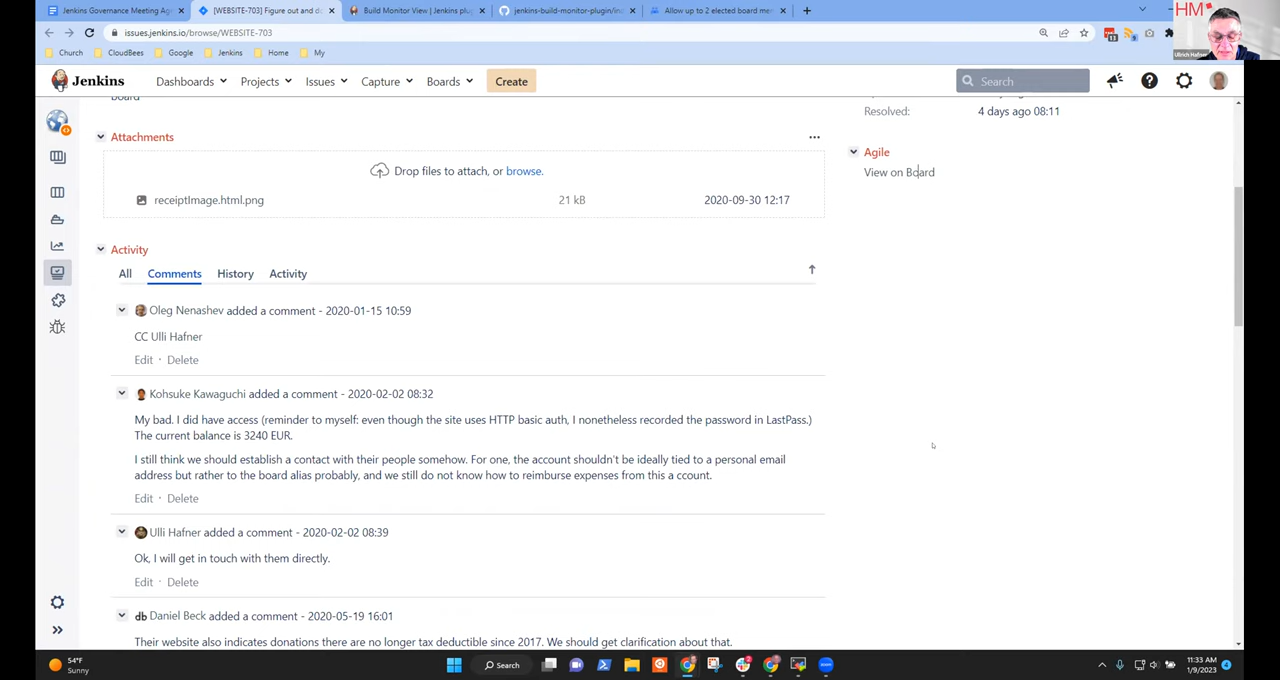 Jenkins Governance Meeting Age
[WEBSITE-703] Figure out and d
Build Monitor View | Jenkins plug
jenkins-build-monitor-plugin/ind
Allow up to 2 elected board mem
issues.jenkins.io/browse/WEBSITE-703
Church
CloudBees
Google
Jenkins
Home
My
HM
Ullrich Hafner
Jenkins
Dashboards
Projects
Issues
Capture
Boards
Create
Search
board
Resolved:
4 days ago 08:11
Attachments
Agile
Drop files to attach, or browse.
View on Board
receiptImage.html.png
21 kB
2020-09-30 12:17
Activity
All
Comments
History
Activity
Oleg Nenashev added a comment - 2020-01-15 10:59
CC Ulli Hafner
Edit · Delete
Kohsuke Kawaguchi added a comment - 2020-02-02 08:32
My bad. I did have access (reminder to myself: even though the site uses HTTP basic auth, I nonetheless recorded the password in LastPass.)
The current balance is 3240 EUR.
I still think we should establish a contact with their people somehow. For one, the account shouldn't be ideally tied to a personal email
address but rather to the board alias probably, and we still do not know how to reimburse expenses from this a ccount.
Edit · Delete
Ulli Hafner added a comment - 2020-02-02 08:39
Ok, I will get in touch with them directly.
Edit · Delete
db Daniel Beck added a comment - 2020-05-19 16:01
Their website also indicates donations there are no longer tax deductible since 2017. We should get clarification about that.
54°F
Sunny
Search
11:33 AM
1/9/2023